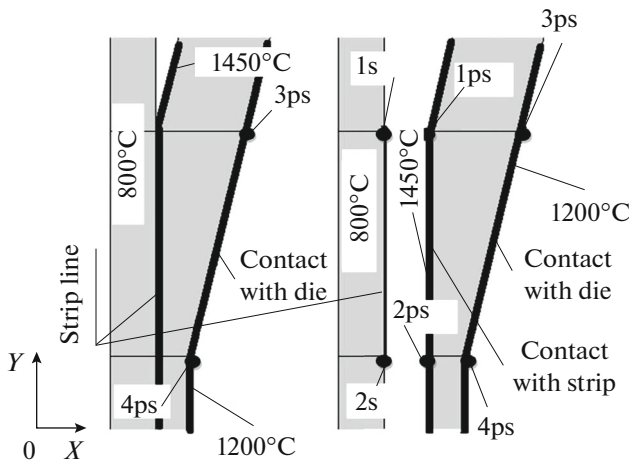 1450°C
3ps
800°C
Contact
with die
Strip line
4ps
1200°C
Y
0
X
3ps
1s
1ps
800°C
1450°C
1200°C
Contact
with die
2ps
Contact
with strip
2s
4ps